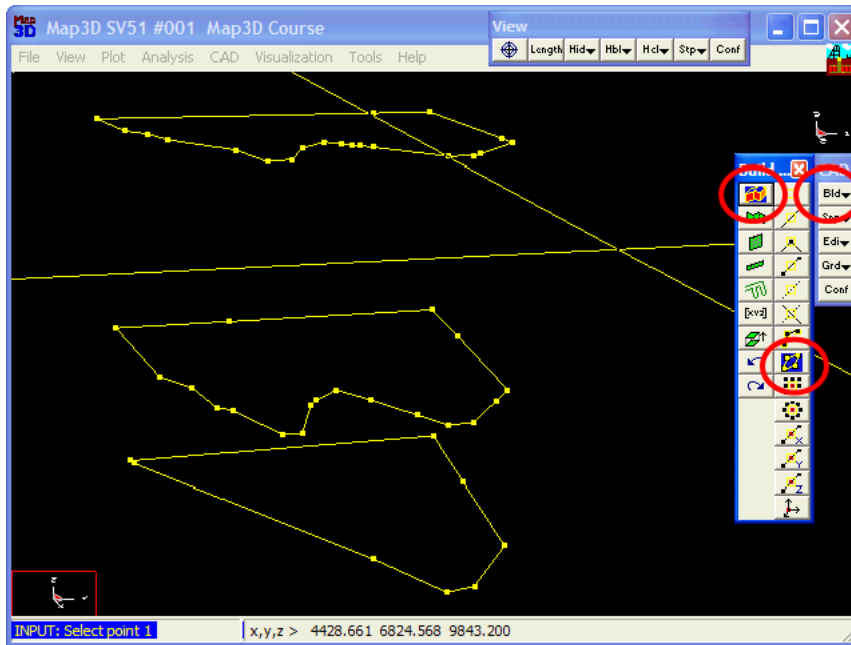 Map3D SV51 #001 Map3D Course
File View Plot Analysis CAD Visualization Tools Help
View
Length Hid Hbl Hcl Stp Conf
Build ...
Bld
Edi
Grd
Conf
[xyz]
X
Y
Z
INPUT: Select point 1
x,y,z > 4428.661 6824.568 9843.200